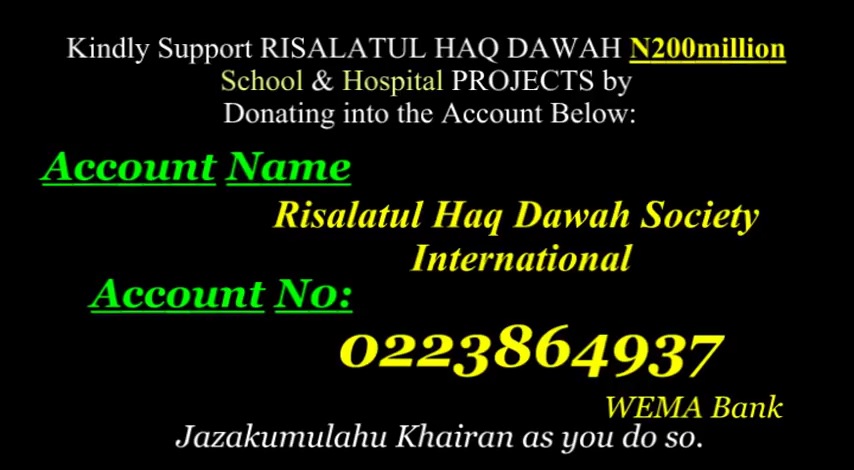 Kindly Support RISALATUL HAQ DAWAH N200million
School & Hospital PROJECTS by
Donating into the Account Below:
Account Name
Risalatul Haq Dawah Society
International
Account No:
0223864937
WEMA Bank
Jazakumulahu Khairan as you do so.